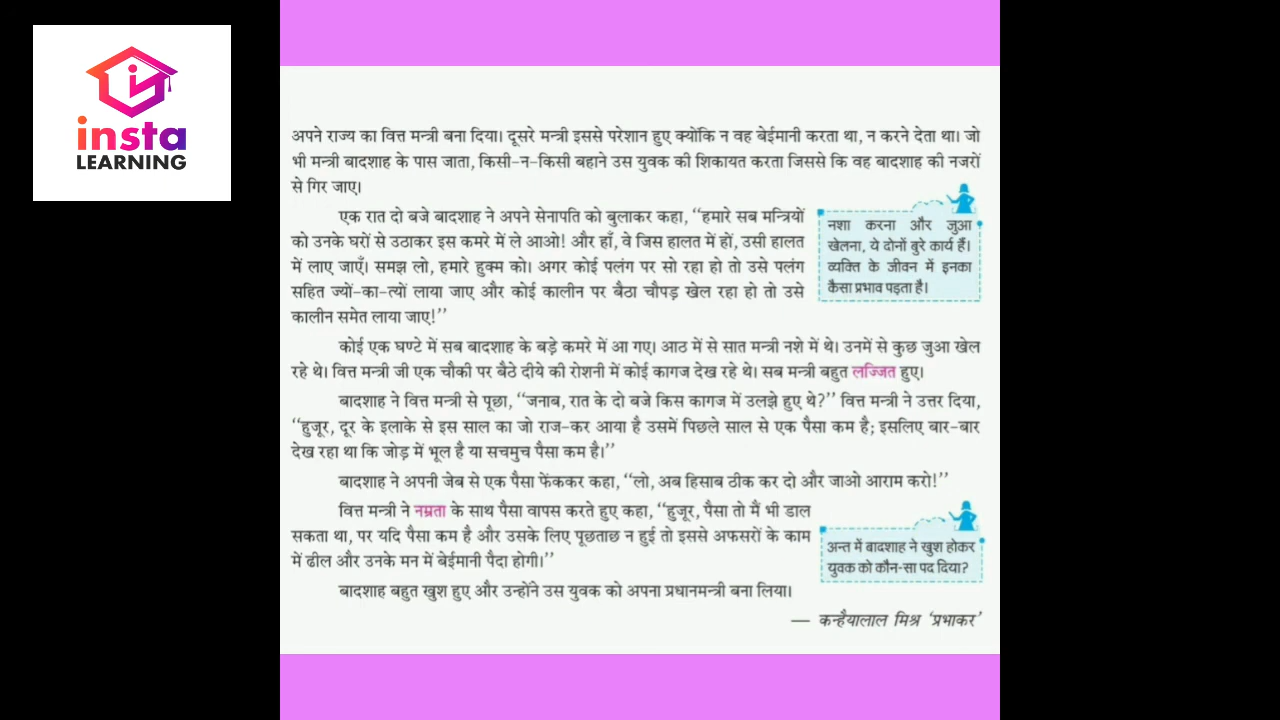 insta
LEARNING
अपने राज्य का वित्त मन्त्री बना दिया। दूसरे मन्त्री इससे परेशान हुए क्योंकि न वह बेईमानी करता था, न करने देता था। जो
भी मन्त्री बादशाह के पास जाता, किसी-न-किसी बहाने उस युवक की शिकायत करता जिससे कि वह बादशाह की नजरों
से गिर जाए।
एक रात दो बजे बादशाह ने अपने सेनापति को बुलाकर कहा, ‘‘हमारे सब मन्त्रियों
को उनके घरों से उठाकर इस कमरे में ले आओ! और हाँ, वे जिस हालत में हों, उसी हालत
में लाए जाएँ। समझ लो, हमारे हुक्म को। अगर कोई पलंग पर सो रहा हो तो उसे पलंग
सहित ज्यों-का-त्यों लाया जाए और कोई कालीन पर बैठा चौपड़ खेल रहा हो तो उसे
कालीन समेत लाया जाए!’’
नशा करना और जुआ
खेलना, ये दोनों बुरे कार्य हैं।
व्यक्ति के जीवन में इनका
कैसा प्रभाव पड़ता है।
कोई एक घण्टे में सब बादशाह के बड़े कमरे में आ गए। आठ में से सात मन्त्री नशे में थे। उनमें से कुछ जुआ खेल
रहे थे। वित्त मन्त्री जी एक चौकी पर बैठे दीये की रोशनी में कोई कागज देख रहे थे। सब मन्त्री बहुत लज्जित हुए।
बादशाह ने वित्त मन्त्री से पूछा, ‘‘जनाब, रात के दो बजे किस कागज में उलझे हुए थे?’’ वित्त मन्त्री ने उत्तर दिया,
‘‘हुजूर, दूर के इलाके से इस साल का जो राज-कर आया है उसमें पिछले साल से एक पैसा कम है; इसलिए बार-बार
देख रहा था कि जोड़ में भूल है या सचमुच पैसा कम है।’’
बादशाह ने अपनी जेब से एक पैसा फेंककर कहा, ‘‘लो, अब हिसाब ठीक कर दो और जाओ आराम करो!’’
वित्त मन्त्री ने नम्रता के साथ पैसा वापस करते हुए कहा, ‘‘हुजूर, पैसा तो मैं भी डाल
सकता था, पर यदि पैसा कम है और उसके लिए पूछताछ न हुई तो इससे अफसरों के काम
में ढील और उनके मन में बेईमानी पैदा होगी।’’
अन्त में बादशाह ने खुश होकर
युवक को कौन-सा पद दिया?
बादशाह बहुत खुश हुए और उन्होंने उस युवक को अपना प्रधानमन्त्री बना लिया।
— कन्हैयालाल मिश्र ‘प्रभाकर’